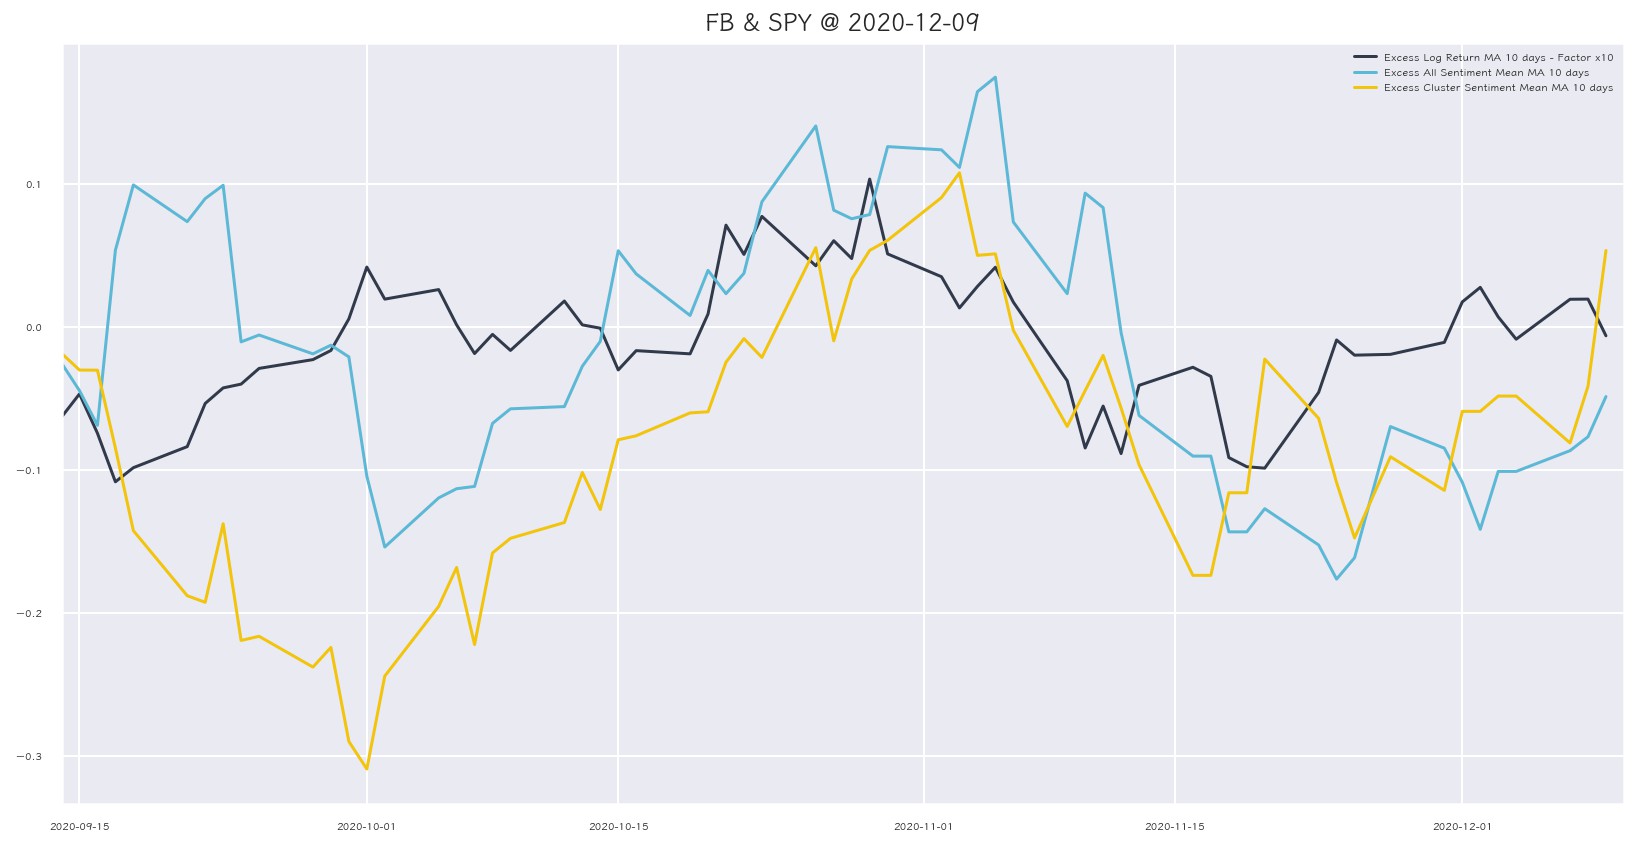 FB & SPY @ 2020-12-09
Excess Log Return MA 10 days - Factor x10
Excess All Sentiment Mean MA 10 days
Excess Cluster Sentiment Mean MA 10 days
0.1
0.0
−0.1
−0.2
−0.3
2020-09-15 2020-10-01 2020-10-15 2020-11-01 2020-11-15 2020-12-01